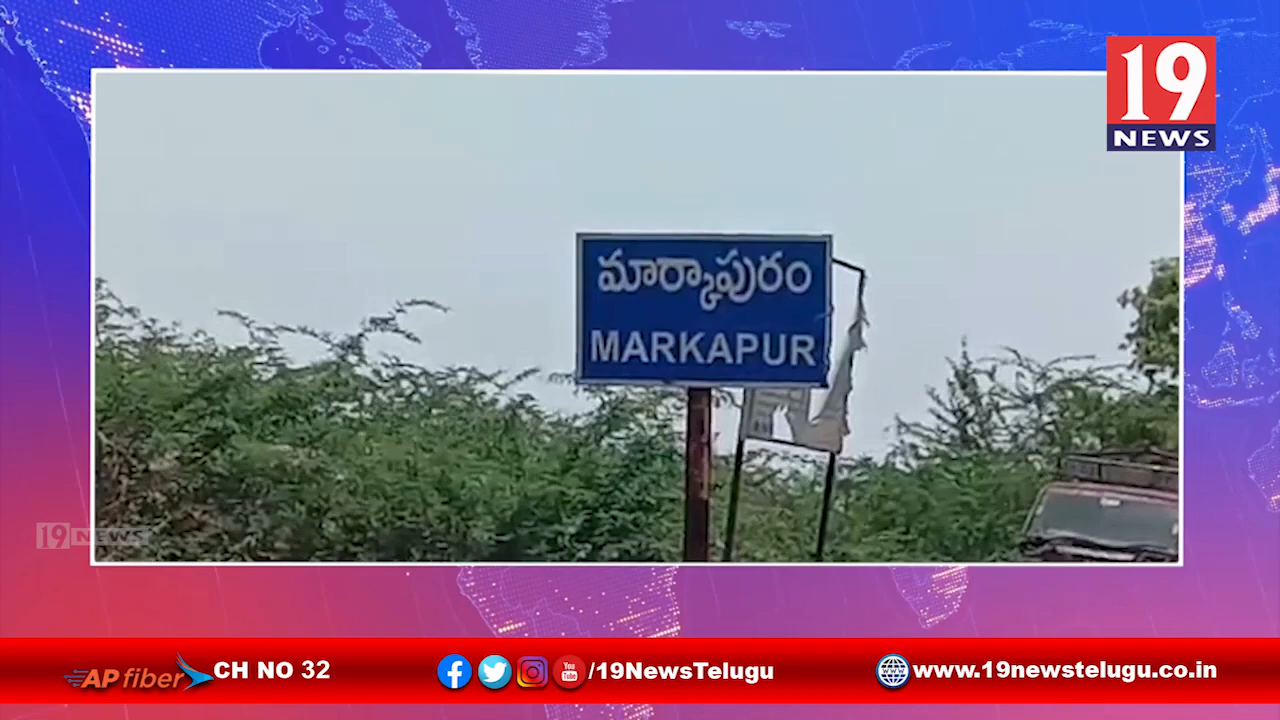 19
NEWS
మార్కాపురం
MARKAPUR
19 NEWS
AP fiber CH NO 32
/19NewsTelugu
www.19newstelugu.co.in